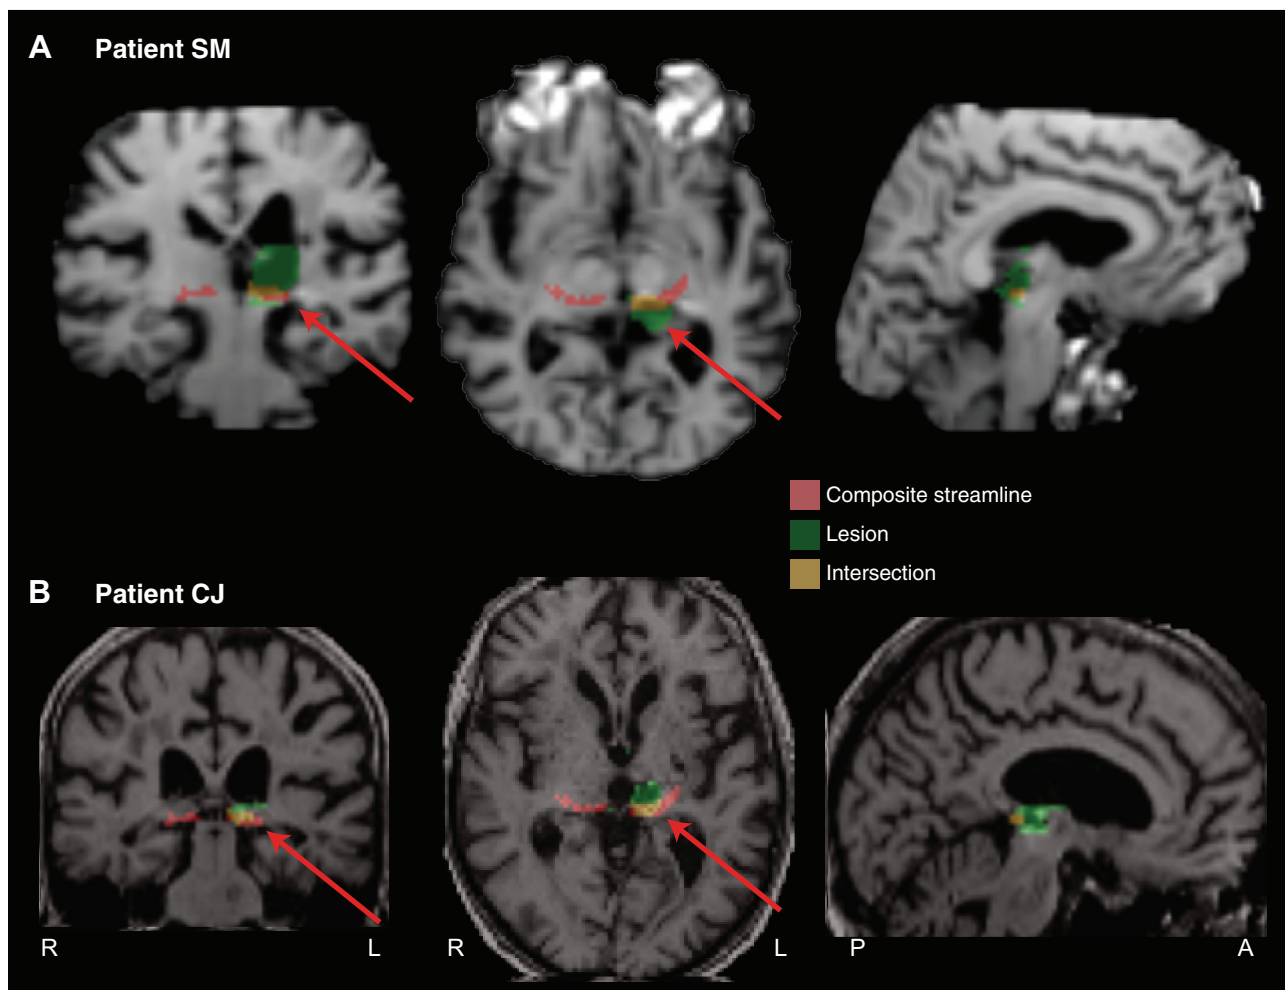 A Patient SM
Composite streamline
Lesion
Intersection
B Patient CJ
R L R L P A